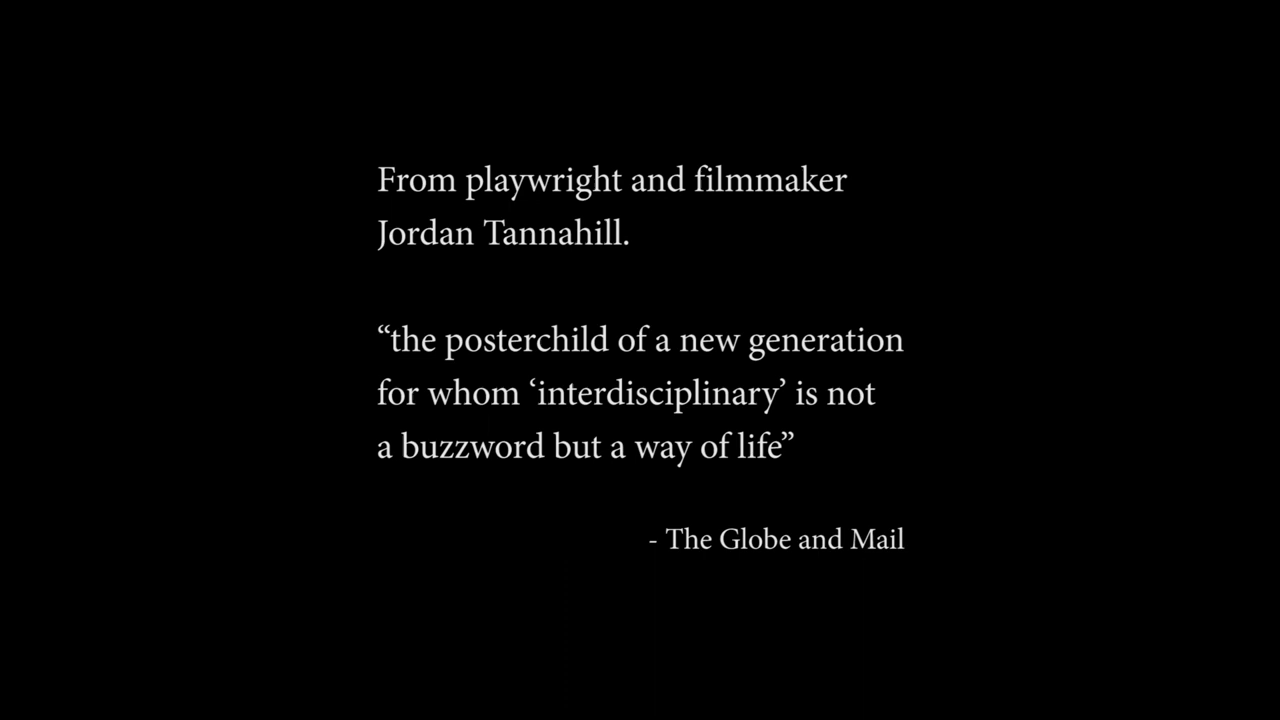 From playwright and filmmaker
Jordan Tannahill.
“the posterchild of a new generation
for whom ‘interdisciplinary’ is not
a buzzword but a way of life”
- The Globe and Mail